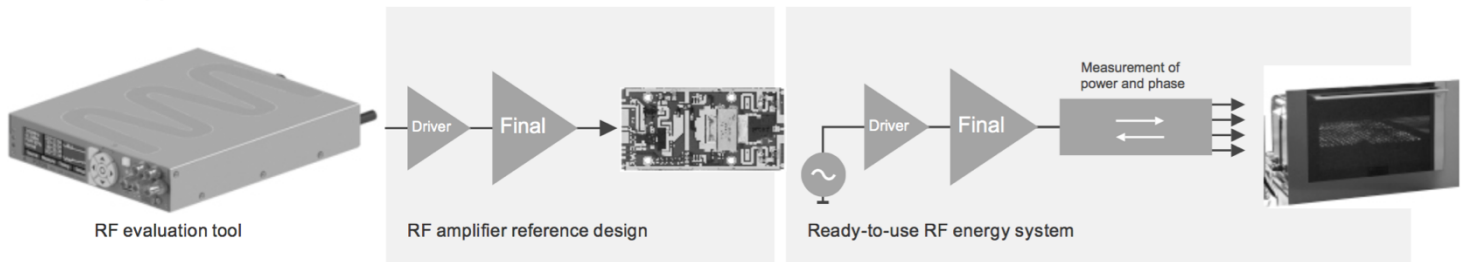 RF evaluation tool
Driver
Final
RF amplifier reference design
Driver
Final
Measurement of
power and phase
Ready-to-use RF energy system